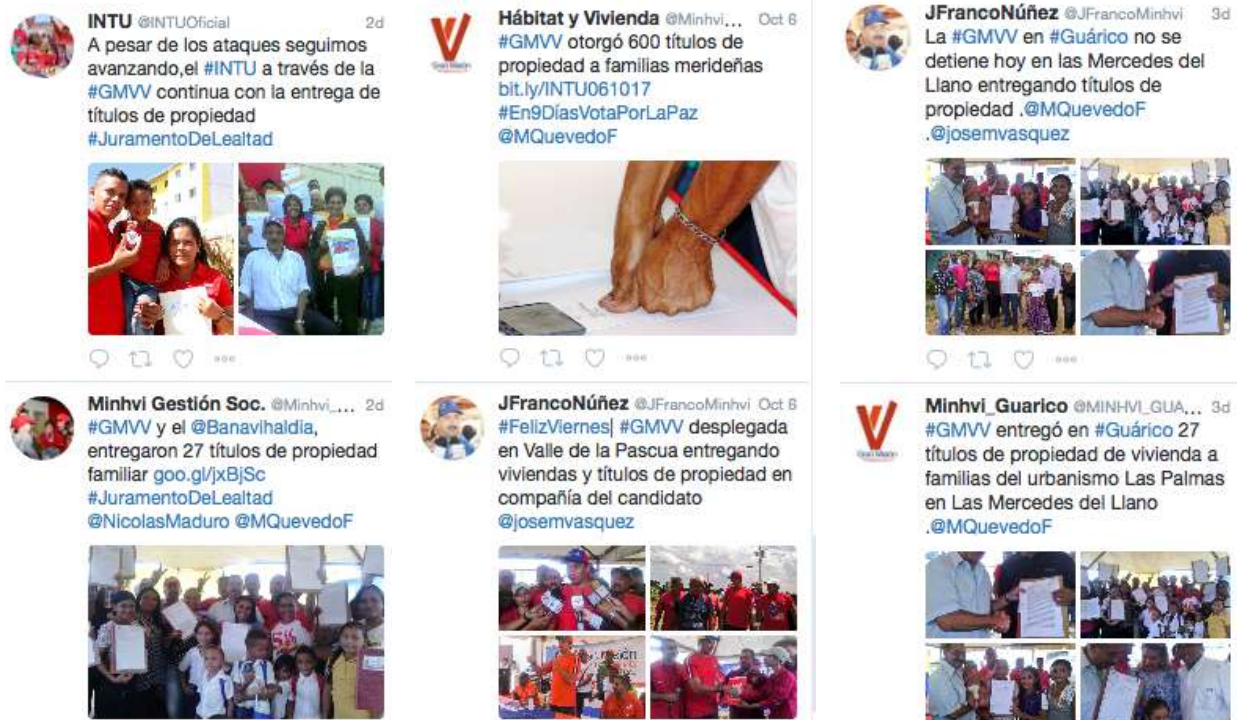 INTU @INTUOficial 2d
A pesar de los ataques seguimos
avanzando,el #INTU a través de la
#GMVV continua con la entrega de
títulos de propiedad
#JuramentoDeLealtad
Minhvi Gestión Soc. @Minhvi_... 2d
#GMVV y el @Banavihaldia,
entregaron 27 títulos de propiedad
familiar goo.gl/jxBjSc
#JuramentoDeLealtad
@NicolasMaduro @MQuevedoF
Hábitat y Vivienda @Minhvi... Oct 6
#GMVV otorgó 600 títulos de
propiedad a familias merideñas
bit.ly/INTU061017
#En9DíasVotaPorLaPaz
@MQuevedoF
JFrancoNúñez @JFrancoMinhvi Oct 6
#FelizViernes| #GMVV desplegada
en Valle de la Pascua entregando
viviendas y títulos de propiedad en
compañía del candidato
@josemvasquez
JFrancoNúñez @JFrancoMinhvi 3d
La #GMVV en #Guárico no se
detiene hoy en las Mercedes del
Llano entregando títulos de
propiedad .@MQuevedoF
.@josemvasquez
Minhvi_Guarico @MINHVI_GUA... 3d
#GMVV entregó en #Guárico 27
títulos de propiedad de vivienda a
familias del urbanismo Las Palmas
en Las Mercedes del Llano
.@MQuevedoF